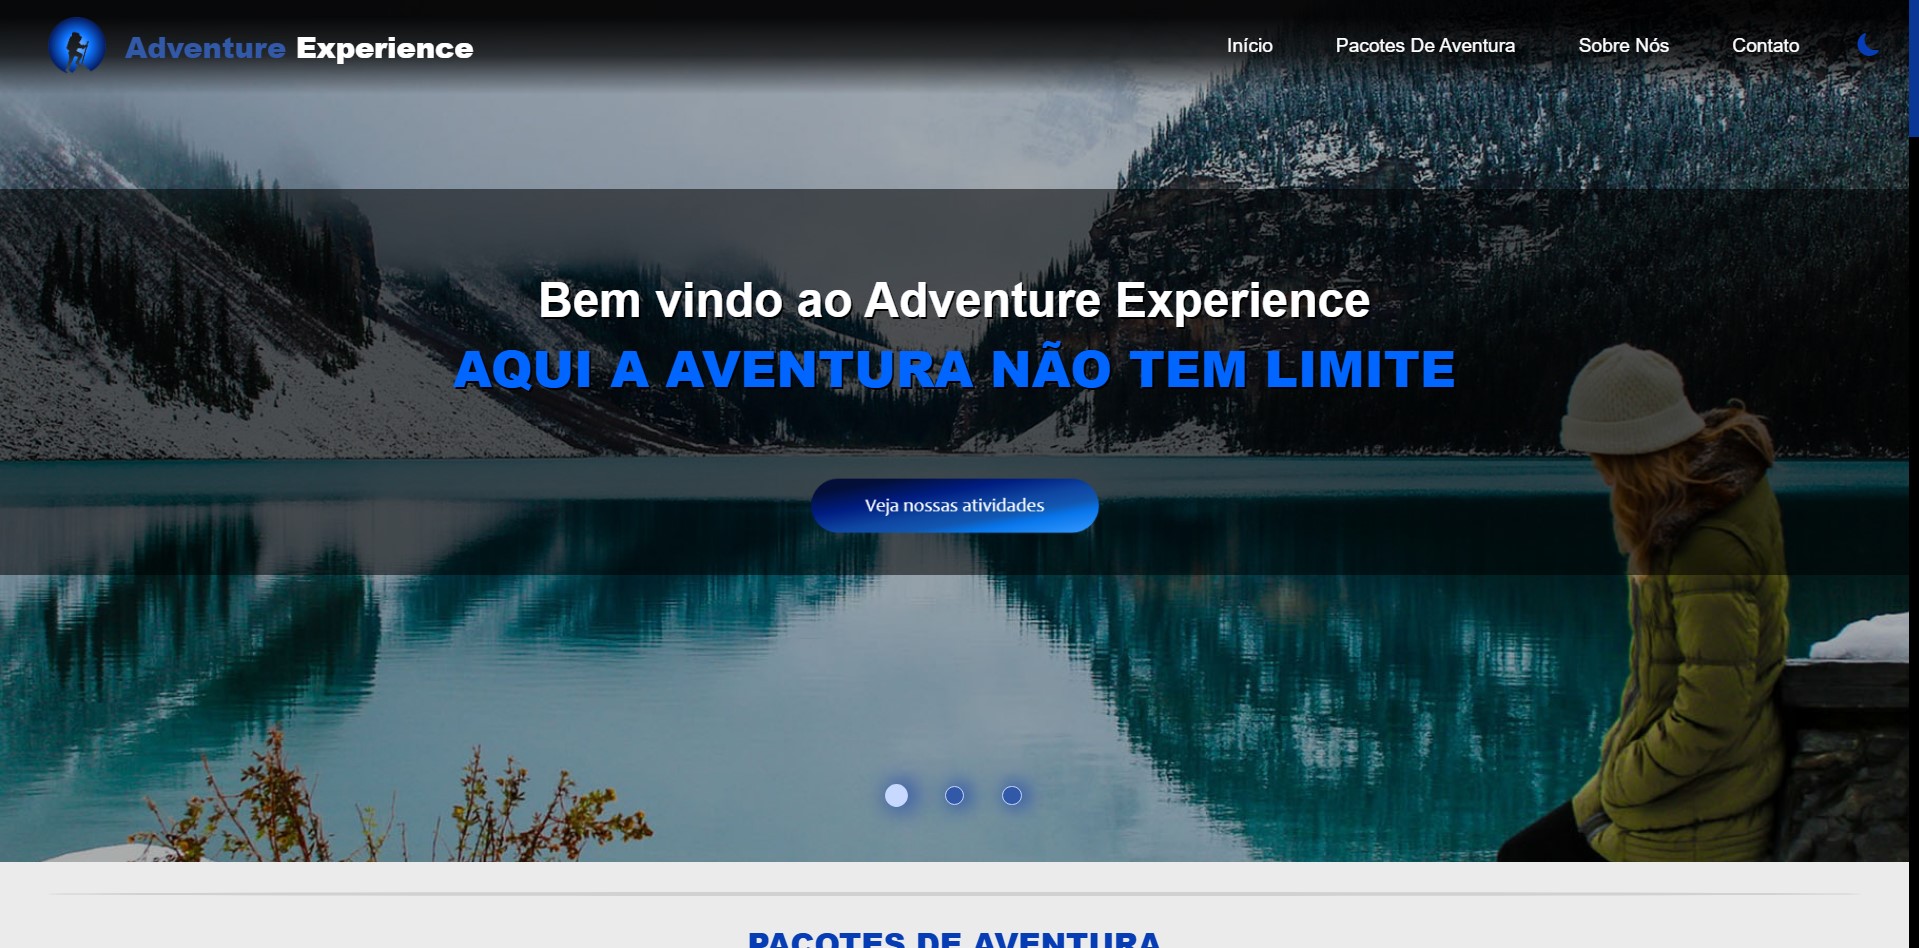 Adventure Experience
Início
Pacotes De Aventura
Sobre Nós
Contato
Bem vindo ao Adventure Experience
AQUI A AVENTURA NÃO TEM LIMITE
Veja nossas atividades
PACOTES DE AVENTURA